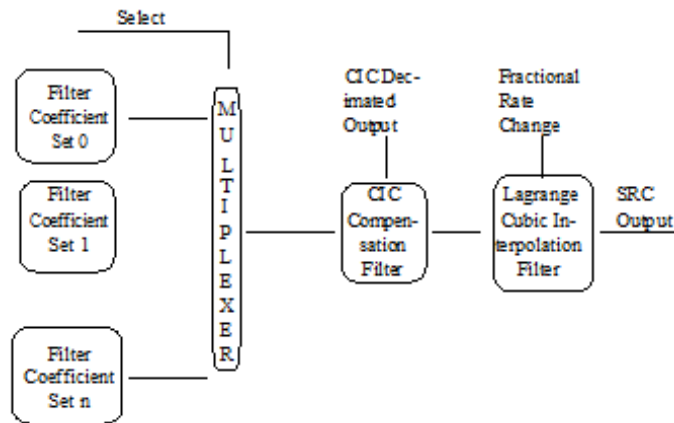 Select
Filter
Coefficient
Set 0
Filter
Coefficient
Set 1
Filter
Coefficient
Set n
MULTIPLEXER
CIC Dec-
imated
Output
CIC
Compen-
sation
Filter
Fractional
Rate
Change
Lagrange
Cubic In-
terpolation
Filter
SRC
Output